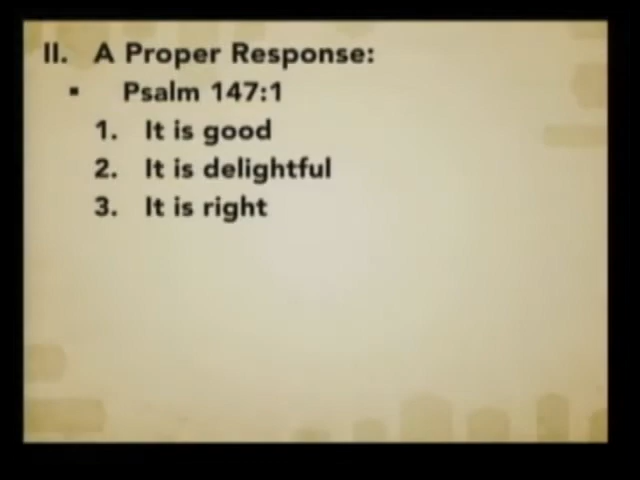 II. A Proper Response:
▪ Psalm 147:1
1. It is good
2. It is delightful
3. It is right